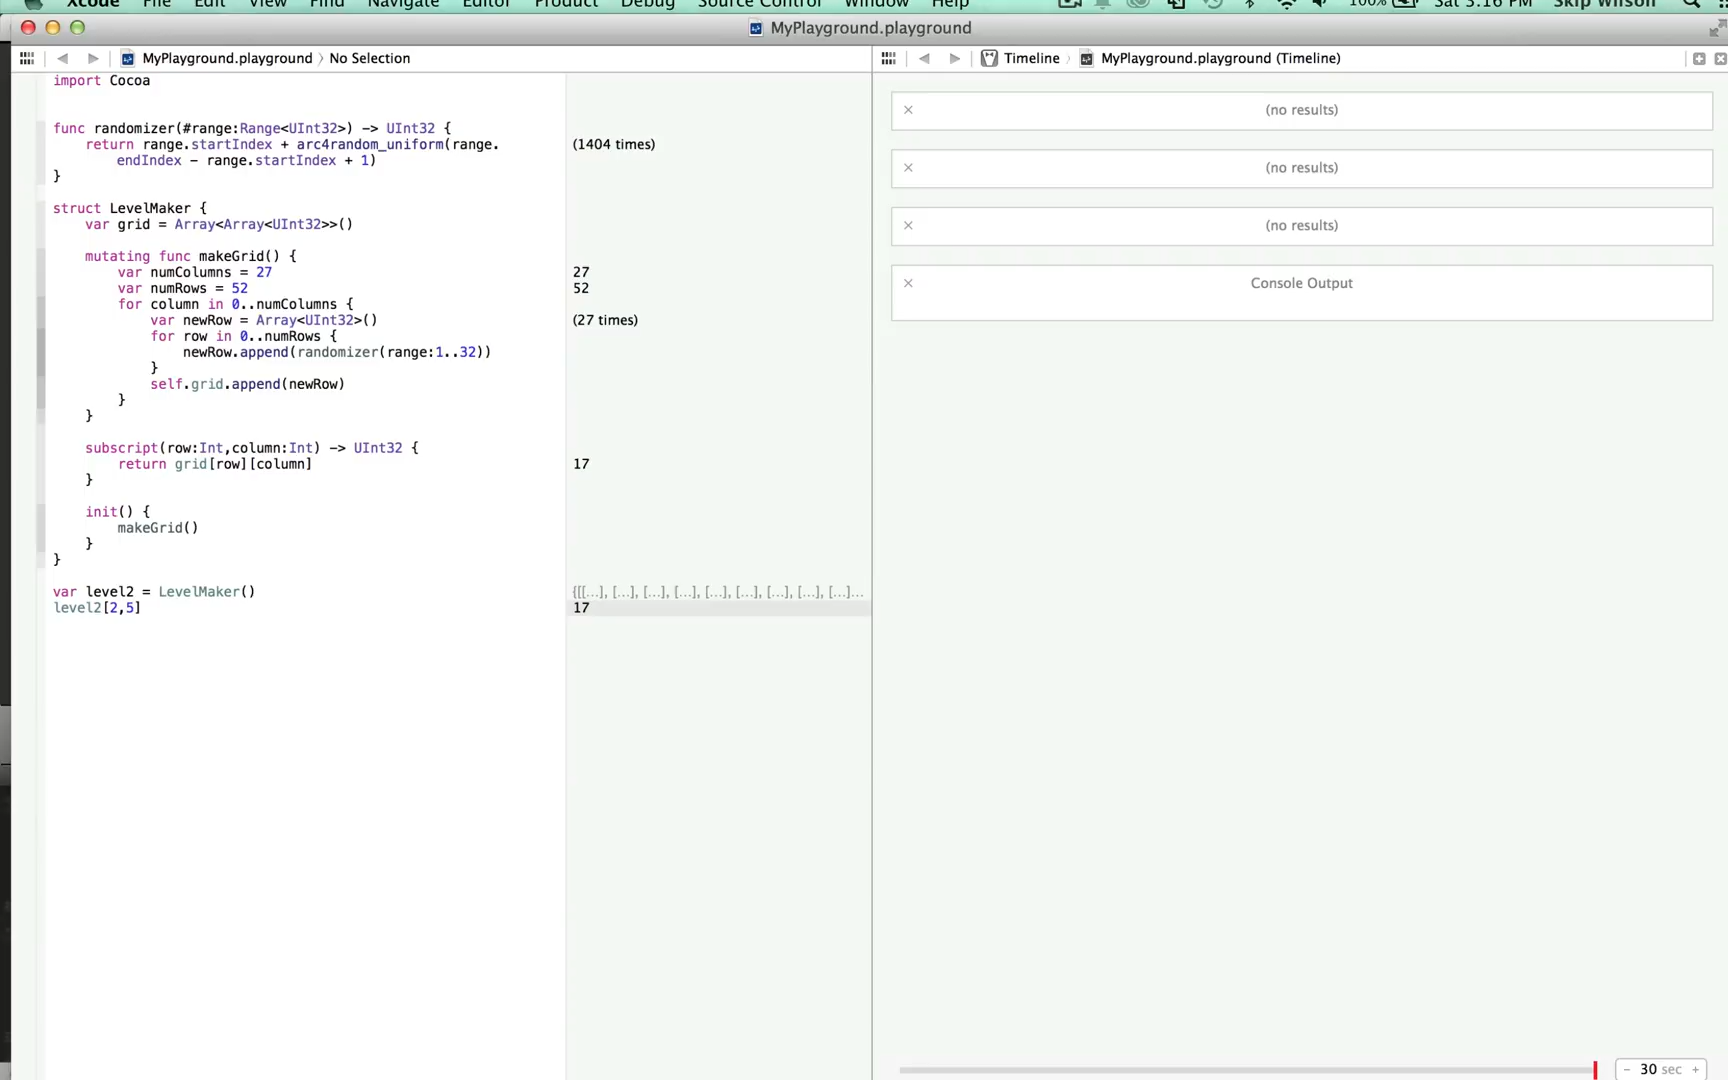 Xcode File Edit View Find Navigate Editor Product Debug Source Control Window Help 100% Sat 3:16 PM Skip Wilson
MyPlayground.playground
MyPlayground.playground 〉 No Selection
Timeline 〉 MyPlayground.playground (Timeline)
import Cocoa
func randomizer(#range:Range<UInt32>) -> UInt32 {
return range.startIndex + arc4random_uniform(range.
endIndex - range.startIndex + 1)
}
struct LevelMaker {
var grid = Array<Array<UInt32>>()
mutating func makeGrid() {
var numColumns = 27
var numRows = 52
for column in 0..numColumns {
var newRow = Array<UInt32>()
for row in 0..numRows {
newRow.append(randomizer(range:1..32))
}
self.grid.append(newRow)
}
}
subscript(row:Int,column:Int) -> UInt32 {
return grid[row][column]
}
init() {
makeGrid()
}
}
var level2 = LevelMaker()
level2[2,5]
(1404 times)
27
52
(27 times)
17
{[[...], [...], [...], [...], [...], [...], [...], [...], [...]...
17
(no results)
(no results)
(no results)
Console Output
- 30 sec +